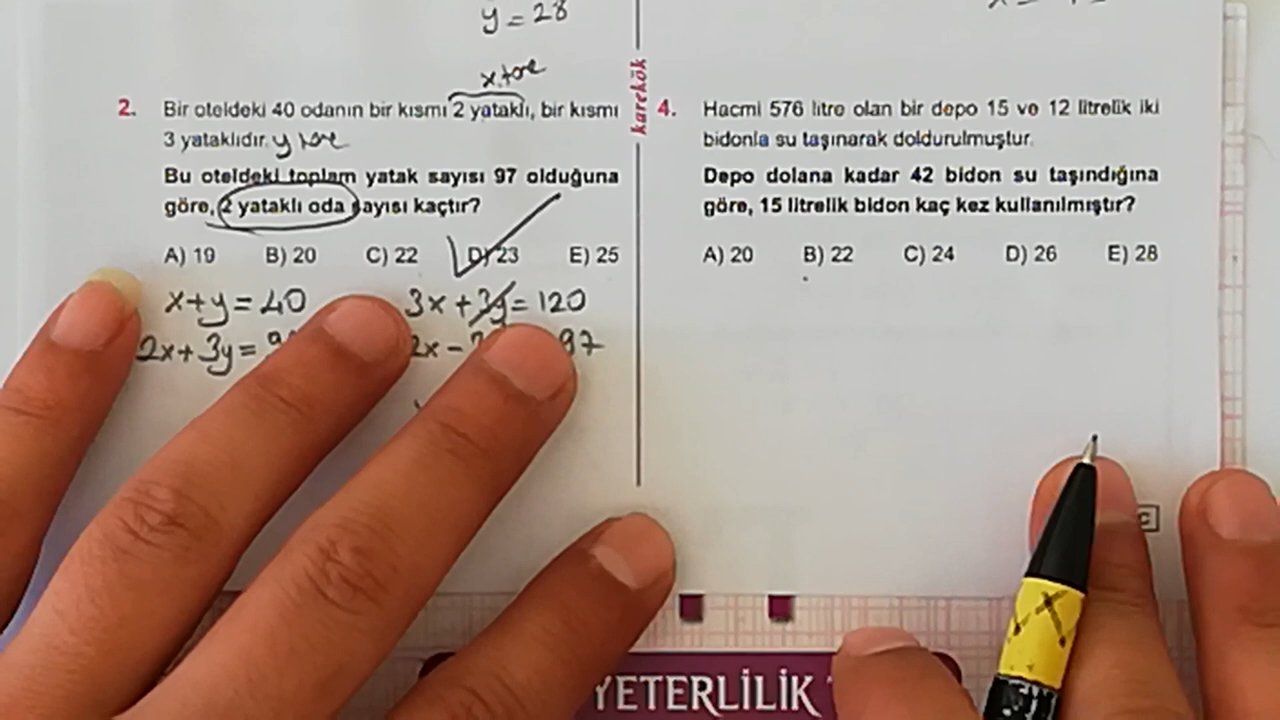 y = 28
x tane
2. Bir oteldeki 40 odanın bir kısmı 2 yataklı, bir kısmı
3 yataklıdır. y tane
Bu oteldeki toplam yatak sayısı 97 olduğuna
göre, 2 yataklı oda sayısı kaçtır?
A) 19 B) 20 C) 22 D) 23 E) 25
x+y=40 3x+3y=120
2x+3y= 2x- 97
karekök
4. Hacmi 576 litre olan bir depo 15 ve 12 litrelik iki
bidonla su taşınarak doldurulmuştur.
Depo dolana kadar 42 bidon su taşındığına
göre, 15 litrelik bidon kaç kez kullanılmıştır?
A) 20 B) 22 C) 24 D) 26 E) 28
C
YETERLİLİK